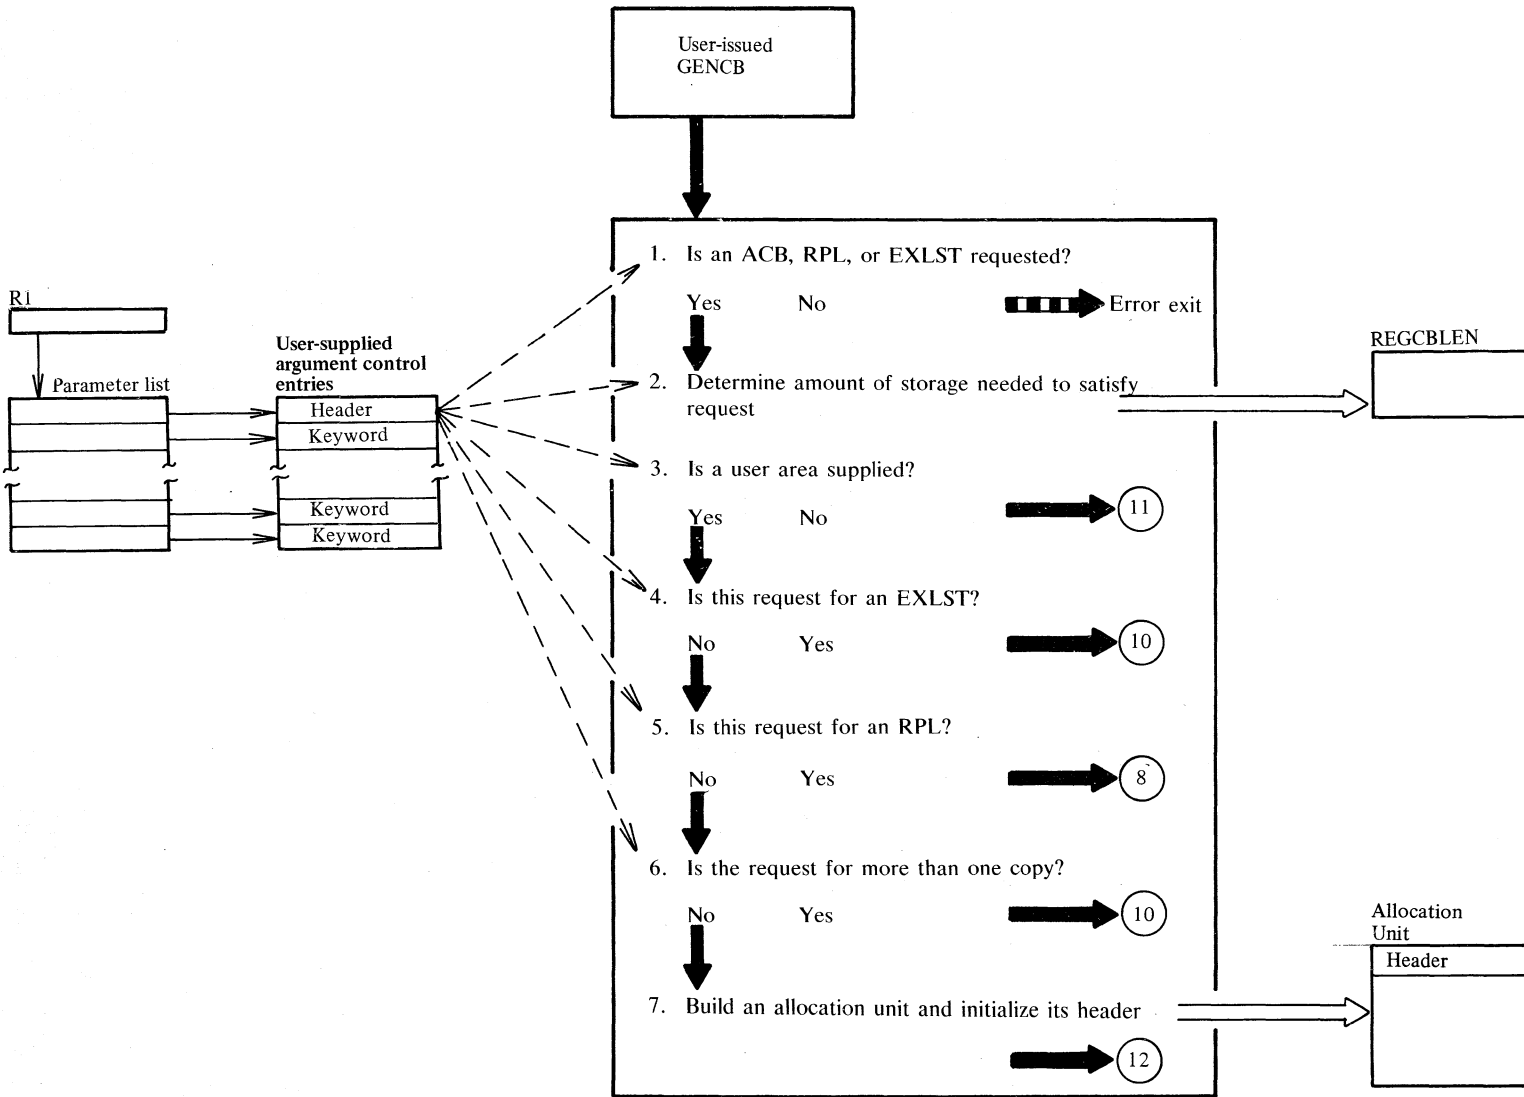 User-issued
GENCB
1. Is an ACB, RPL, or EXLST requested?
Yes No Error exit
R1
Parameter list
User-supplied
argument control
entries
Header
Keyword
Keyword
Keyword
2. Determine amount of storage needed to satisfy
request
REGCBLEN
3. Is a user area supplied?
Yes No 11
4. Is this request for an EXLST?
No Yes 10
5. Is this request for an RPL?
No Yes 8
6. Is the request for more than one copy?
No Yes 10
7. Build an allocation unit and initialize its header
12
Allocation
Unit
Header